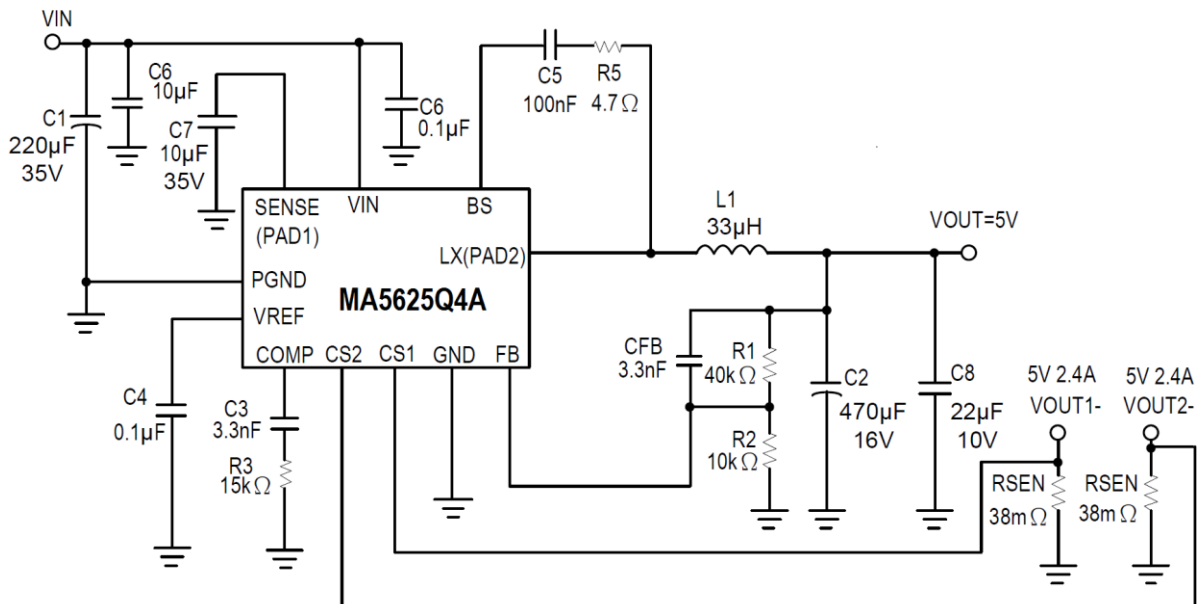 VIN
C6
10µF
C1
220µF
35V
C7
10µF
35V
C6
0.1µF
C5
100nF
R5
4.7Ω
SENSE
(PAD1)
VIN
BS
LX(PAD2)
L1
33µH
VOUT=5V
PGND
MA5625Q4A
VREF
COMP
CS2
CS1
GND
FB
CFB
3.3nF
R1
40kΩ
C2
470µF
16V
C8
22µF
10V
5V 2.4A
VOUT1-
5V 2.4A
VOUT2-
C4
0.1µF
C3
3.3nF
R3
15kΩ
R2
10kΩ
RSEN
38mΩ
RSEN
38mΩ